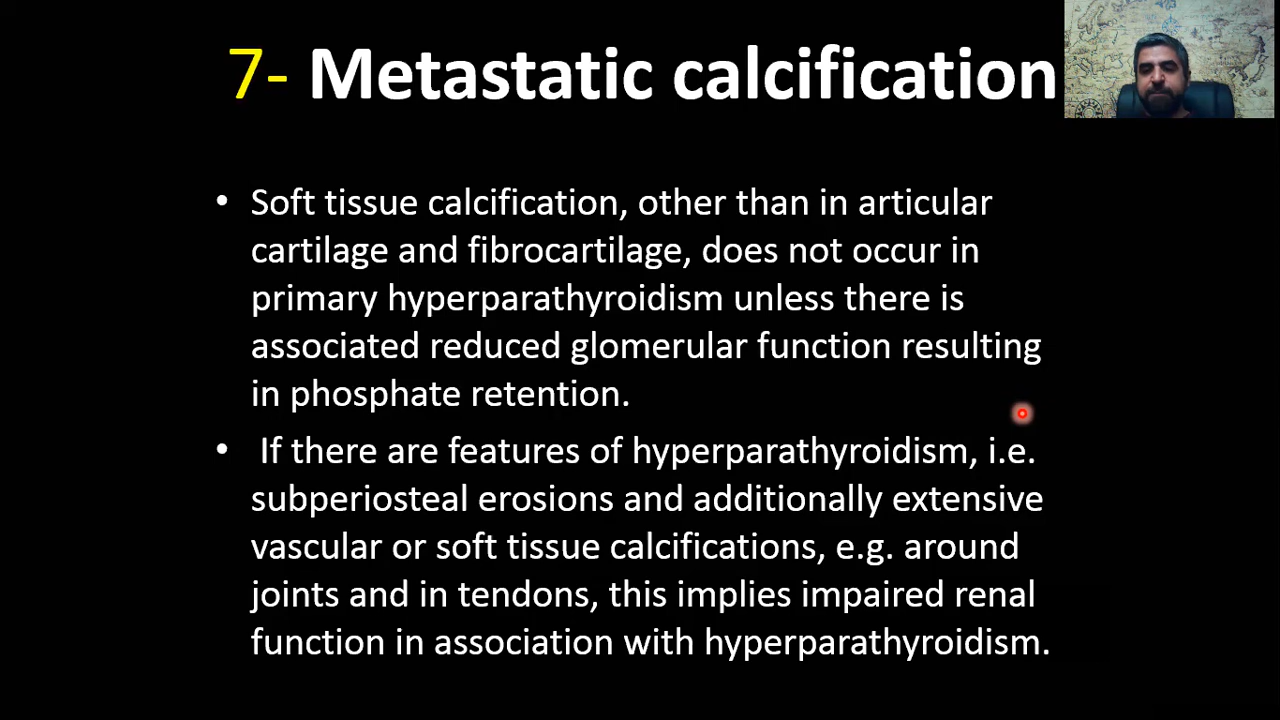 7- Metastatic calcification
• Soft tissue calcification, other than in articular
cartilage and fibrocartilage, does not occur in
primary hyperparathyroidism unless there is
associated reduced glomerular function resulting
in phosphate retention.
• If there are features of hyperparathyroidism, i.e.
subperiosteal erosions and additionally extensive
vascular or soft tissue calcifications, e.g. around
joints and in tendons, this implies impaired renal
function in association with hyperparathyroidism.